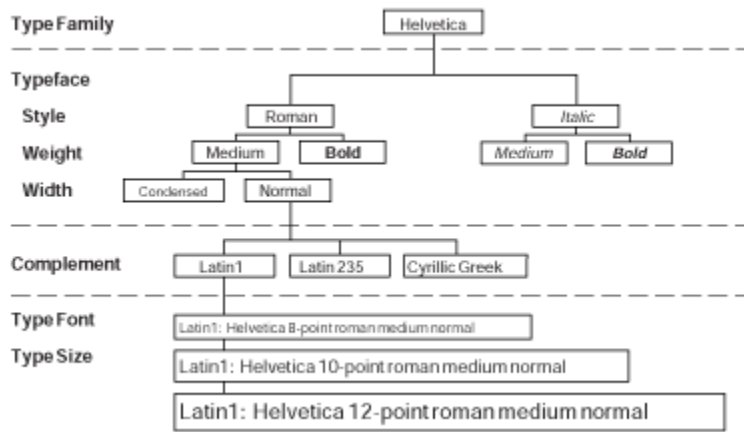 Type Family Helvetica
Typeface
Style Roman Italic
Weight Medium Bold Medium Bold
Width Condensed Normal
Complement Latin1 Latin 235 Cyrillic Greek
Type Font Latin1: Helvetica 8-point roman medium normal
Type Size Latin1: Helvetica 10-point roman medium normal
Latin1: Helvetica 12-point roman medium normal